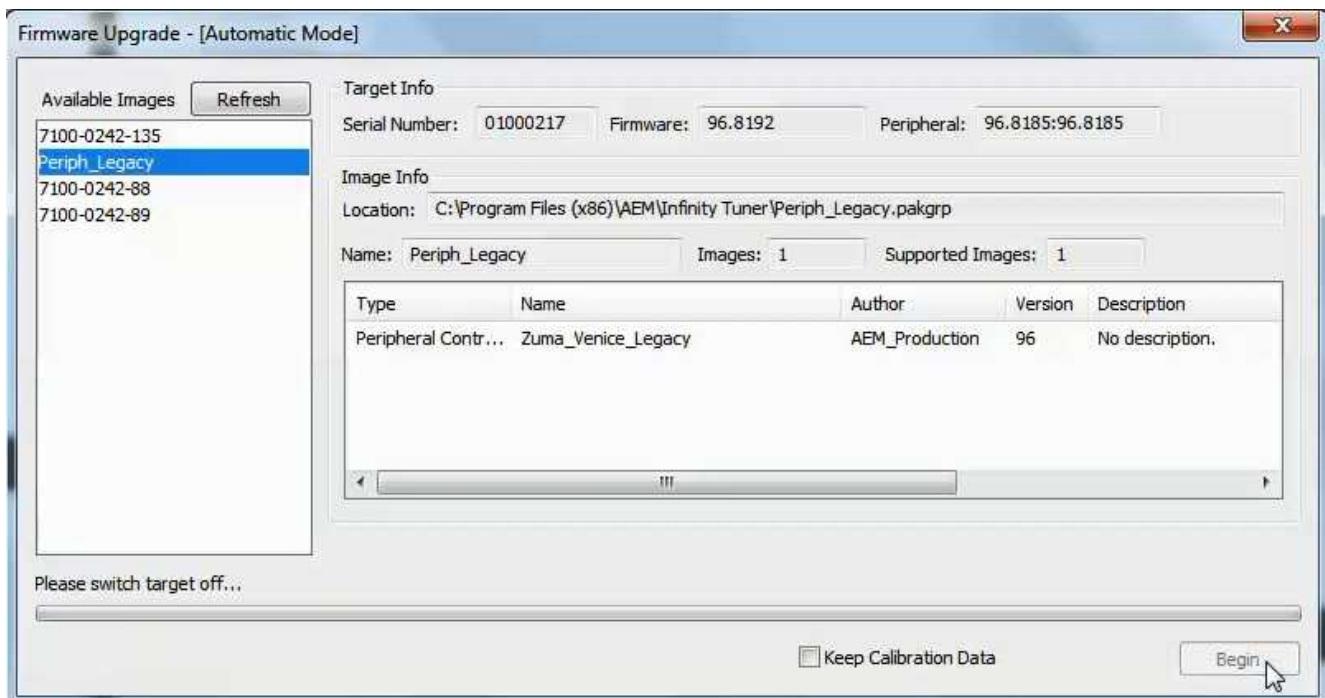 Firmware Upgrade - [Automatic Mode]
Available Images Refresh
7100-0242-135
Periph_Legacy
7100-0242-88
7100-0242-89
Target Info
Serial Number: 01000217 Firmware: 96.8192 Peripheral: 96.8185:96.8185
Image Info
Location: C:\Program Files (x86)\AEM\Infinity Tuner\Periph_Legacy.pakgrp
Name: Periph_Legacy Images: 1 Supported Images: 1
Type Name Author Version Description
Peripheral Contr... Zuma_Venice_Legacy AEM_Production 96 No description.
Please switch target off...
Keep Calibration Data
Begin